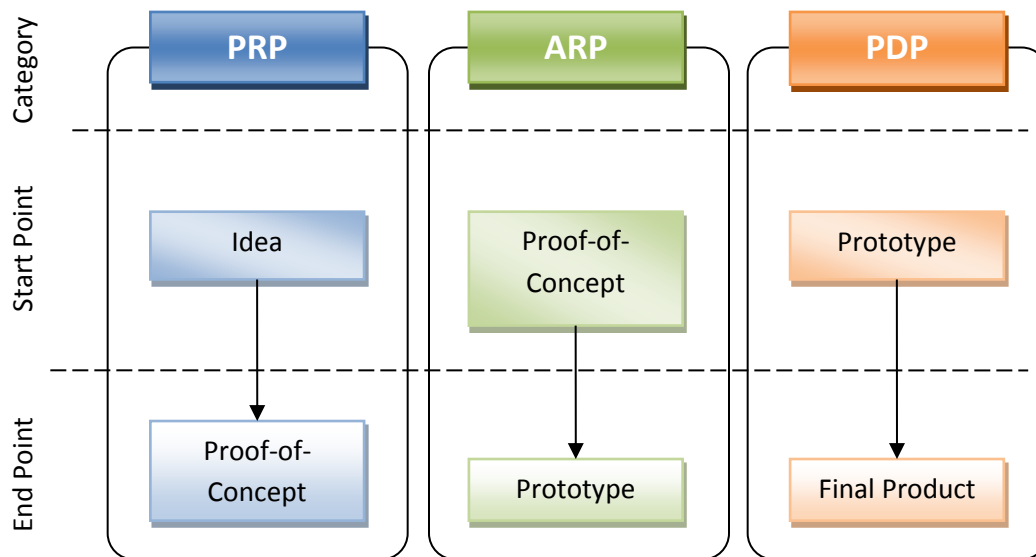 Category
PRP
ARP
PDP
Start Point
Idea
Proof-of-
Concept
Prototype
End Point
Proof-of-
Concept
Prototype
Final Product